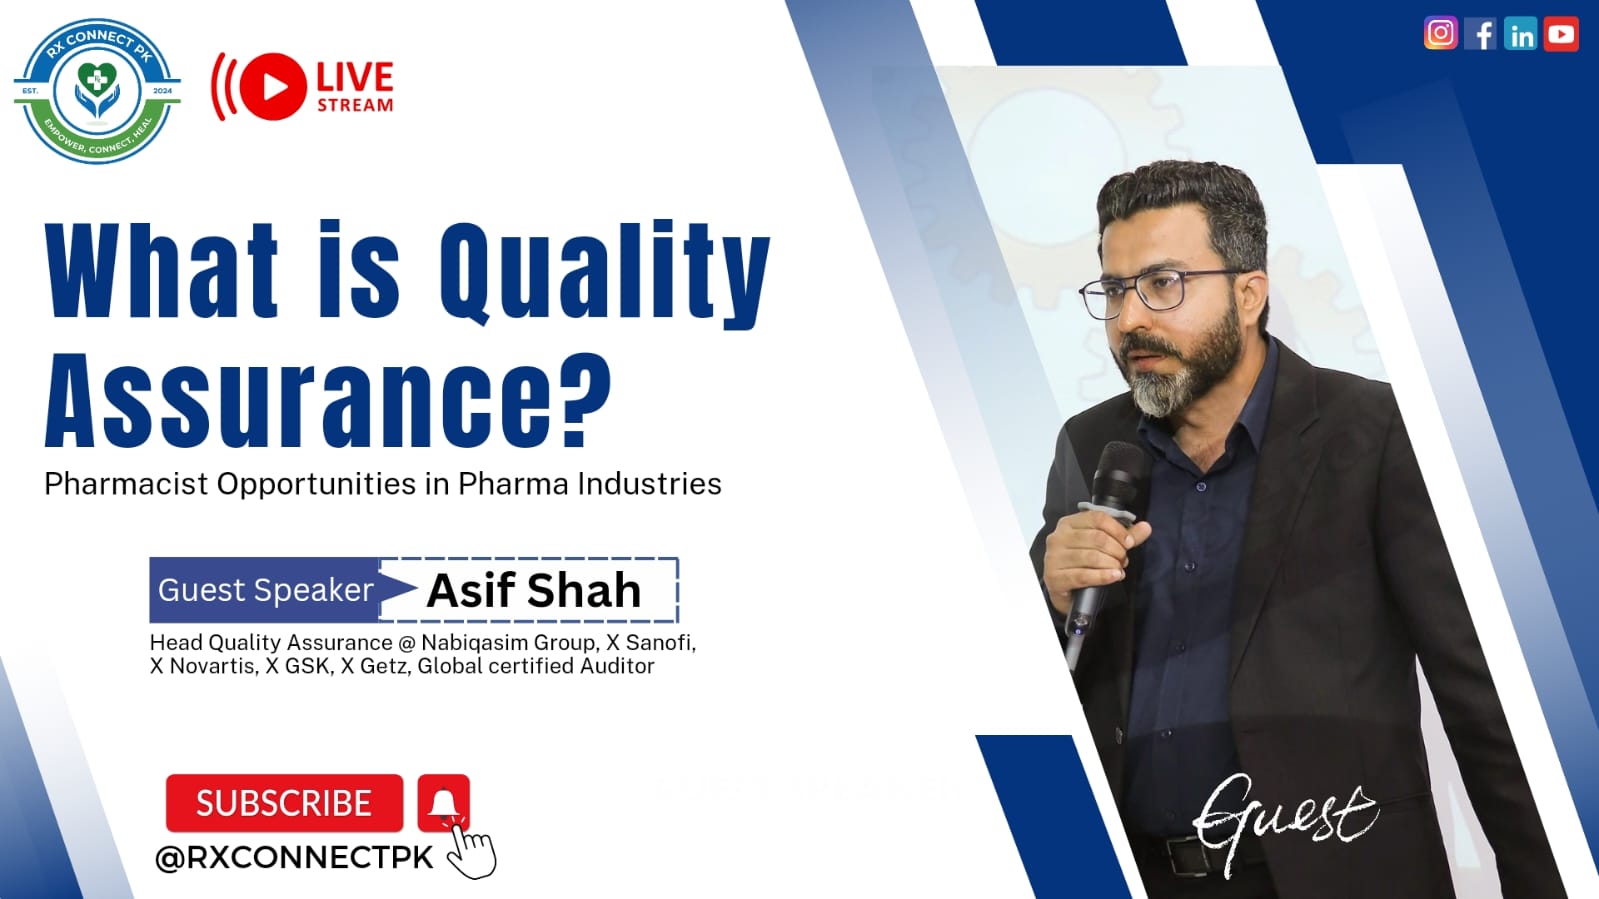 RX CONNECT PK
EST.
2024
EMPOWER, CONNECT, HEAL
LIVE
STREAM
What is Quality
Assurance?
Pharmacist Opportunities in Pharma Industries
Guest Speaker
Asif Shah
Head Quality Assurance @ Nabiqasim Group, X Sanofi,
X Novartis, X GSK, X Getz, Global certified Auditor
SUBSCRIBE
@RXCONNECTPK
Guest
f
in